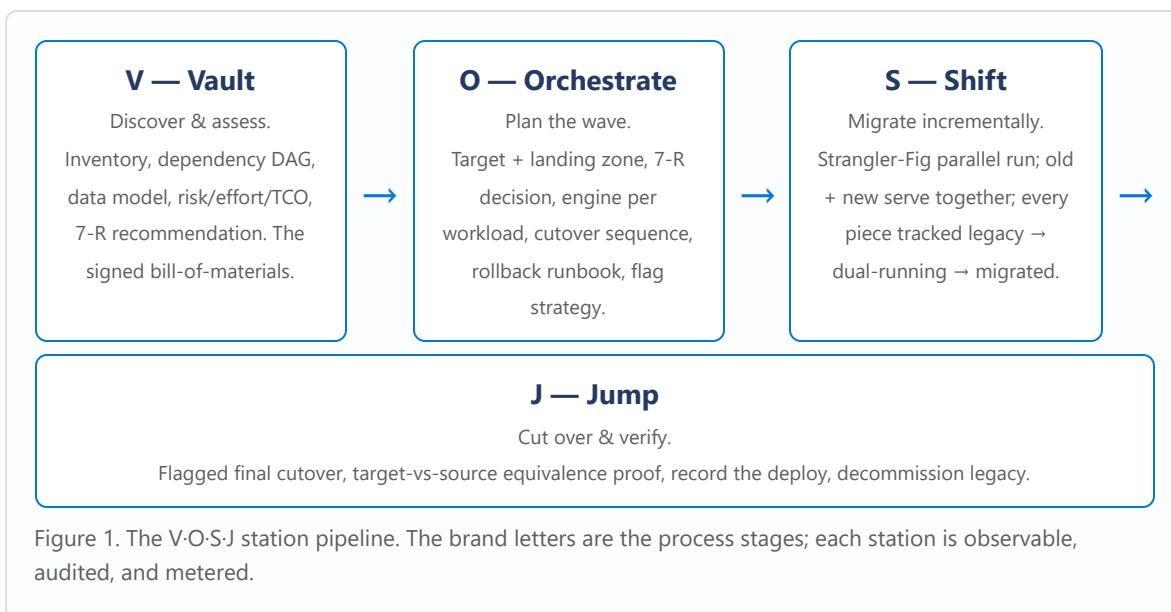 V — Vault
Discover & assess.
Inventory, dependency DAG,
data model, risk/effort/TCO,
7-R recommendation. The
signed bill-of-materials.
→
O — Orchestrate
Plan the wave.
Target + landing zone, 7-R
decision, engine per
workload, cutover sequence,
rollback runbook, flag
strategy.
→
S — Shift
Migrate incrementally.
Strangler-Fig parallel run; old
+ new serve together; every
piece tracked legacy →
dual-running → migrated.
→
J — Jump
Cut over & verify.
Flagged final cutover, target-vs-source equivalence proof, record the deploy, decommission legacy.
Figure 1. The V·O·S·J station pipeline. The brand letters are the process stages; each station is observable,
audited, and metered.